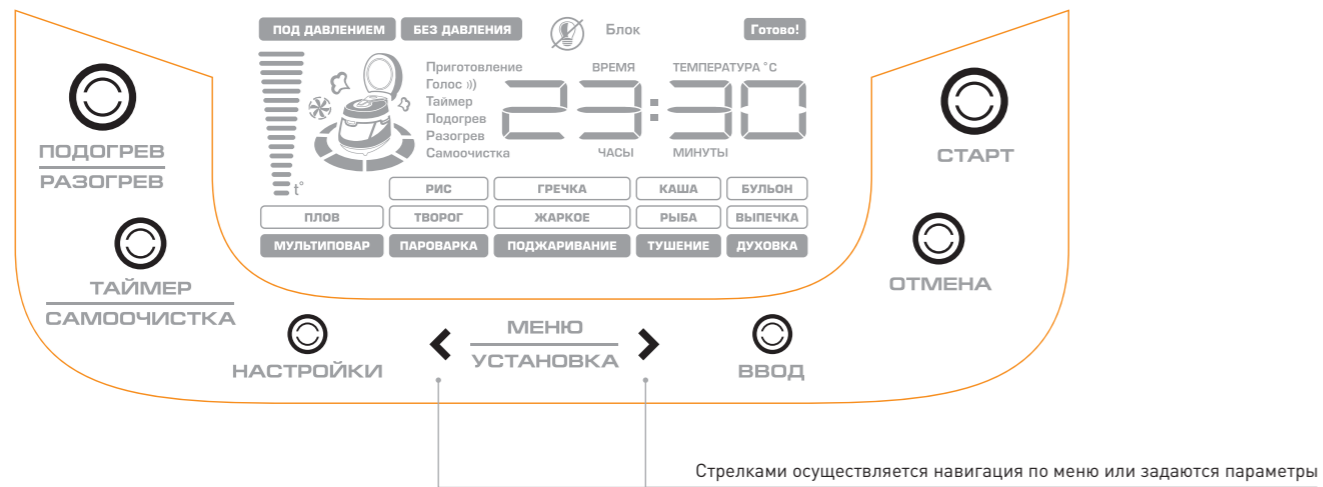 ПОД ДАВЛЕНИЕМ БЕЗ ДАВЛЕНИЯ Блок Готово!
Приготовление ВРЕМЯ ТЕМПЕРАТУРА °C
Голос
Таймер
Подогрев
Разогрев
Самоочистка
23:30
ЧАСЫ МИНУТЫ
t°
РИС ГРЕЧКА КАША БУЛЬОН
ПЛОВ ТВОРОГ ЖАРКОЕ РЫБА ВЫПЕЧКА
МУЛЬТИПОВАР ПАРОВАРКА ПОДЖАРИВАНИЕ ТУШЕНИЕ ДУХОВКА
ПОДОГРЕВ
РАЗОГРЕВ
СТАРТ
ТАЙМЕР
САМООЧИСТКА
ОТМЕНА
НАСТРОЙКИ
МЕНЮ
УСТАНОВКА
ВВОД
Стрелками осуществляется навигация по меню или задаются параметры